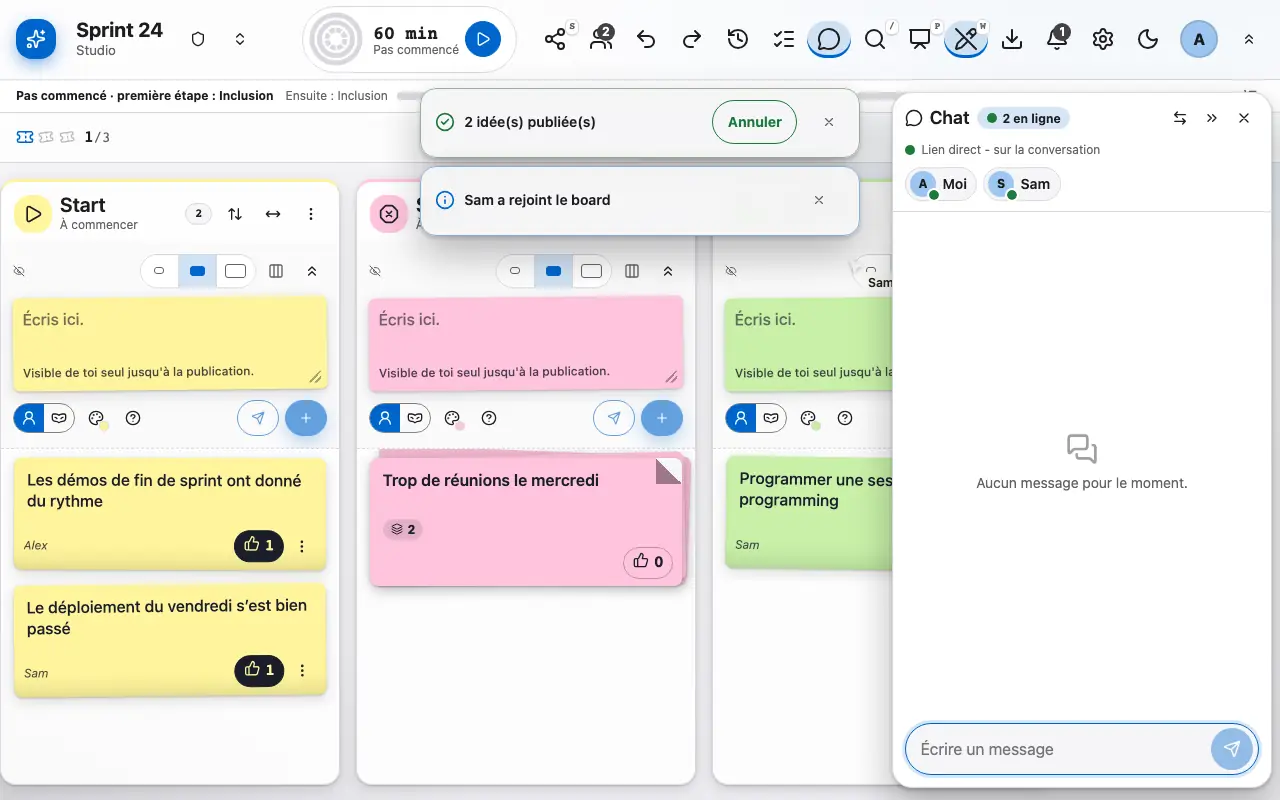 Sprint 24
Studio
60 min
Pas commencé
S
2
/
P
W
1
A
Pas commencé · première étape : Inclusion
Ensuite : Inclusion
1/3
2 idée(s) publiée(s)
Annuler
Sam a rejoint le board
Start
À commencer
2
Écris ici.
Visible de toi seul jusqu'à la publication.
Les démos de fin de sprint ont donné
du rythme
Alex
1
Le déploiement du vendredi s’est bien
passé
Sam
1
Écris ici.
Visible de toi seul jusqu'à la publication.
Trop de réunions le mercredi
2
0
Sam
Écris ici.
Visible de toi seul jusqu'à
Programmer une
programming
Sam
Chat
2 en ligne
Lien direct - sur la conversation
A Moi
S Sam
Aucun message pour le moment.
Écrire un message